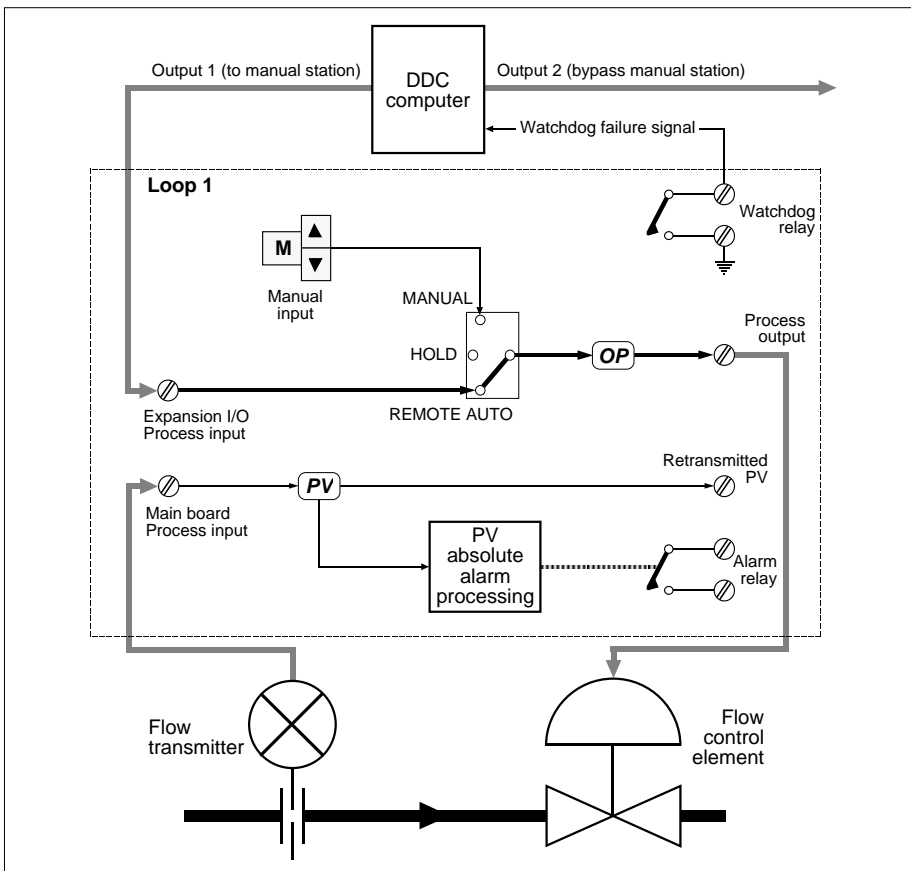 Output 1 (to manual station)
DDC
computer
Output 2 (bypass manual station)
Watchdog failure signal
Loop 1
Watchdog
relay
M
Manual
input
MANUAL
HOLD
REMOTE AUTO
OP
Process
output
Expansion I/O
Process input
Main board
Process input
PV
Retransmitted
PV
PV
absolute
alarm
processing
Alarm
relay
Flow
transmitter
Flow
control
element